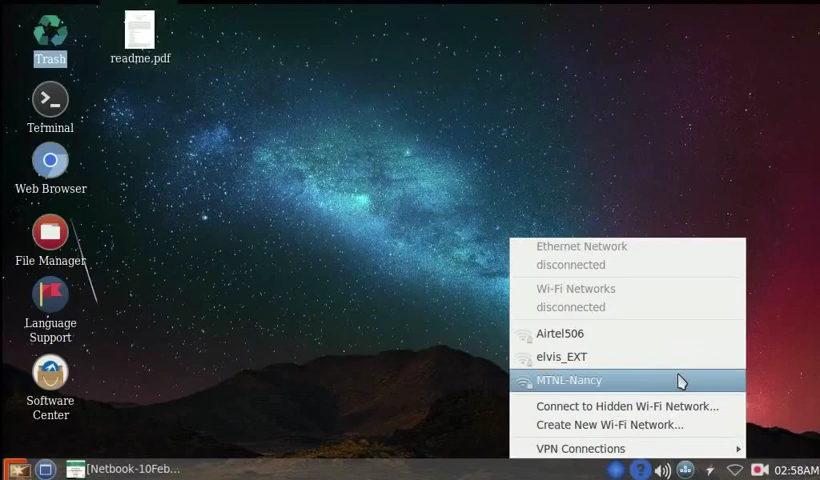 Trash
readme.pdf
Terminal
Web Browser
File Manager
Language
Support
Software
Center
Ethernet Network
disconnected
Wi-Fi Networks
disconnected
Airtel506
elvis_EXT
MTNL-Nancy
Connect to Hidden Wi-Fi Network...
Create New Wi-Fi Network...
VPN Connections
[Netbook-10Feb...
02:58AM